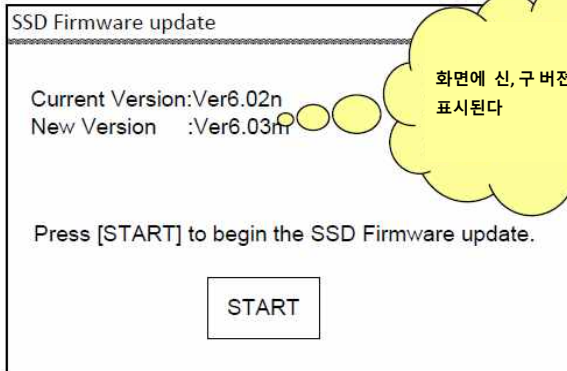 SSD Firmware update
화면에 신, 구 버전
표시된다
Current Version:Ver6.02n
New Version :Ver6.03m
Press [START] to begin the SSD Firmware update.
START